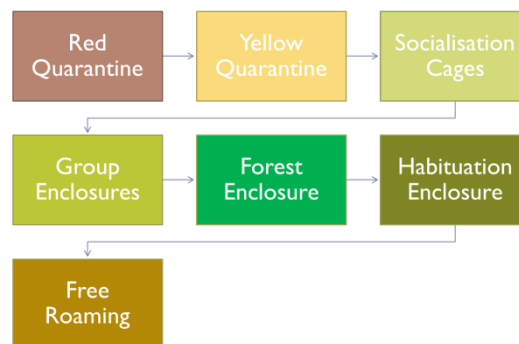 Red
Quarantine
Yellow
Quarantine
Socialisation
Cages
Group
Enclosures
Forest
Enclosure
Habituation
Enclosure
Free
Roaming